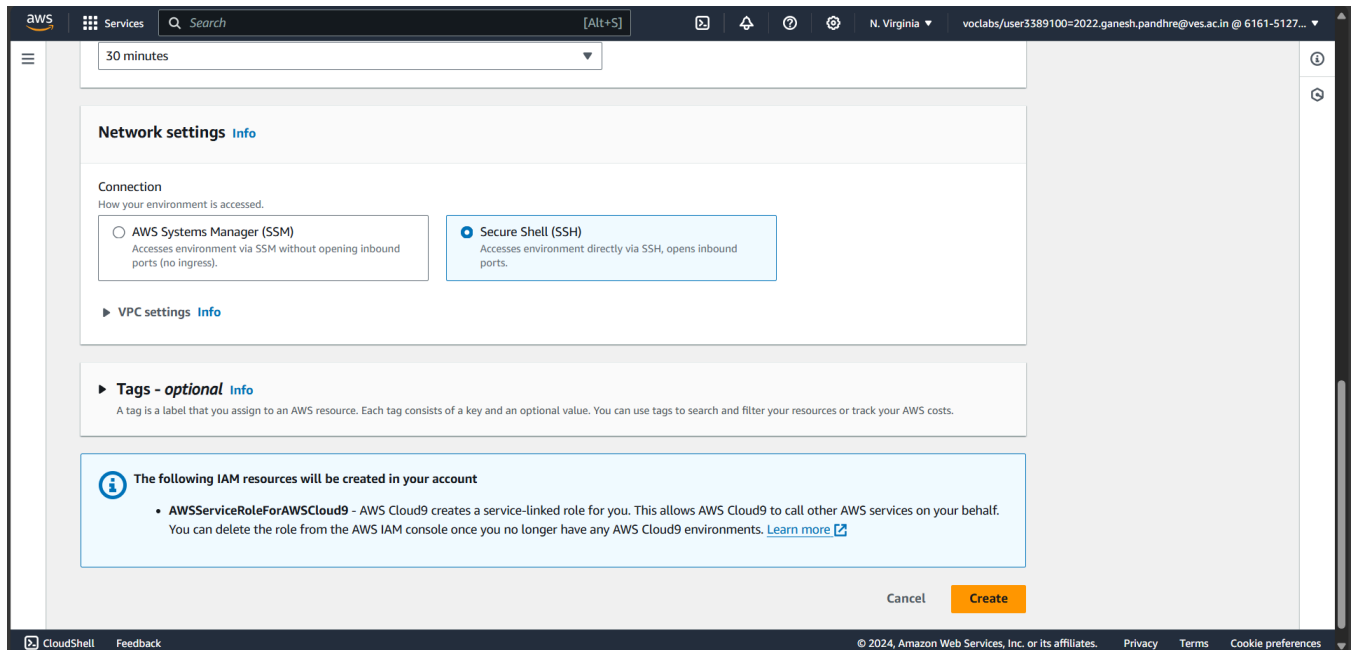 aws
Services
Search
[Alt+S]
N. Virginia
voclabs/user3389100=2022.ganesh.pandhre@ves.ac.in @ 6161-5127...
30 minutes
Network settings Info
Connection
How your environment is accessed.
AWS Systems Manager (SSM)
Accesses environment via SSM without opening inbound
ports (no ingress).
Secure Shell (SSH)
Accesses environment directly via SSH, opens inbound
ports.
VPC settings Info
Tags - optional Info
A tag is a label that you assign to an AWS resource. Each tag consists of a key and an optional value. You can use tags to search and filter your resources or track your AWS costs.
The following IAM resources will be created in your account
• AWSServiceRoleForAWSCloud9 - AWS Cloud9 creates a service-linked role for you. This allows AWS Cloud9 to call other AWS services on your behalf.
You can delete the role from the AWS IAM console once you no longer have any AWS Cloud9 environments. Learn more
Cancel
Create
CloudShell
Feedback
© 2024, Amazon Web Services, Inc. or its affiliates.
Privacy
Terms
Cookie preferences